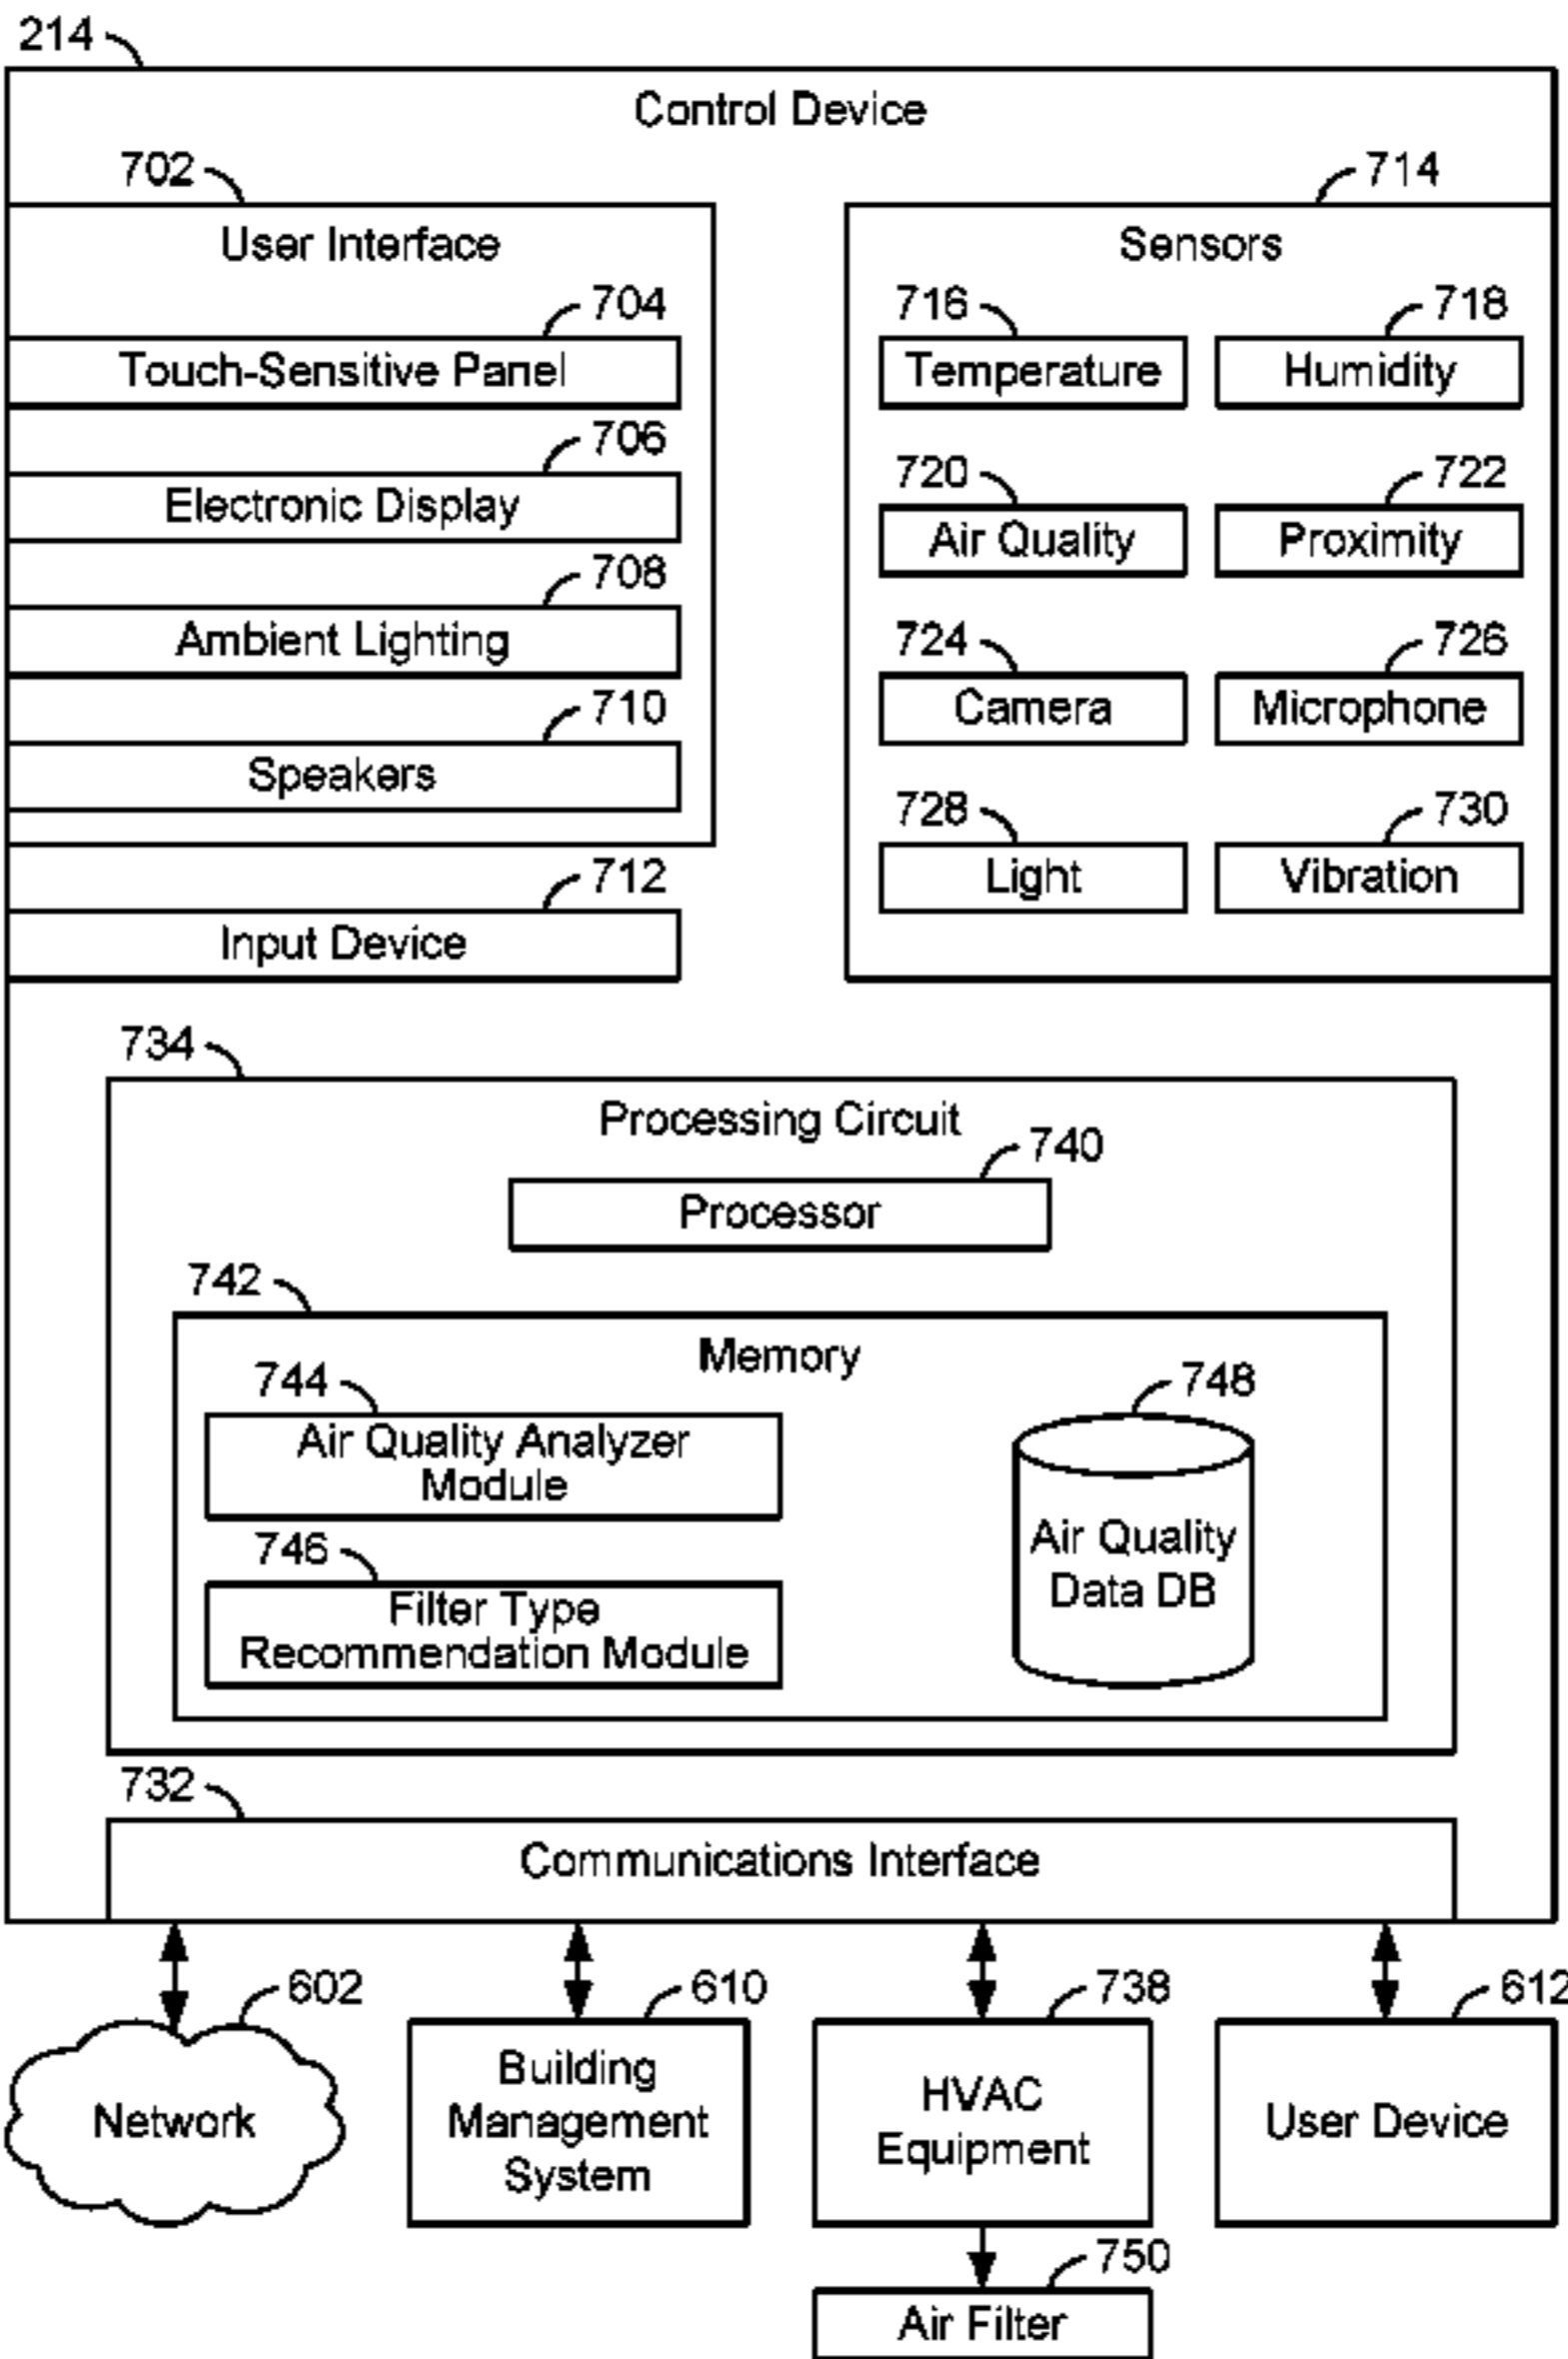 214
Control Device
702
User Interface
704
Touch-Sensitive Panel
706
Electronic Display
708
Ambient Lighting
710
Speakers
712
Input Device
714
Sensors
716
Temperature
718
Humidity
720
Air Quality
722
Proximity
724
Camera
726
Microphone
728
Light
730
Vibration
734
Processing Circuit
740
Processor
742
Memory
744
Air Quality Analyzer
Module
746
Filter Type
Recommendation Module
748
Air Quality
Data DB
732
Communications Interface
602
Network
610
Building
Management
System
738
HVAC
Equipment
612
User Device
750
Air Filter